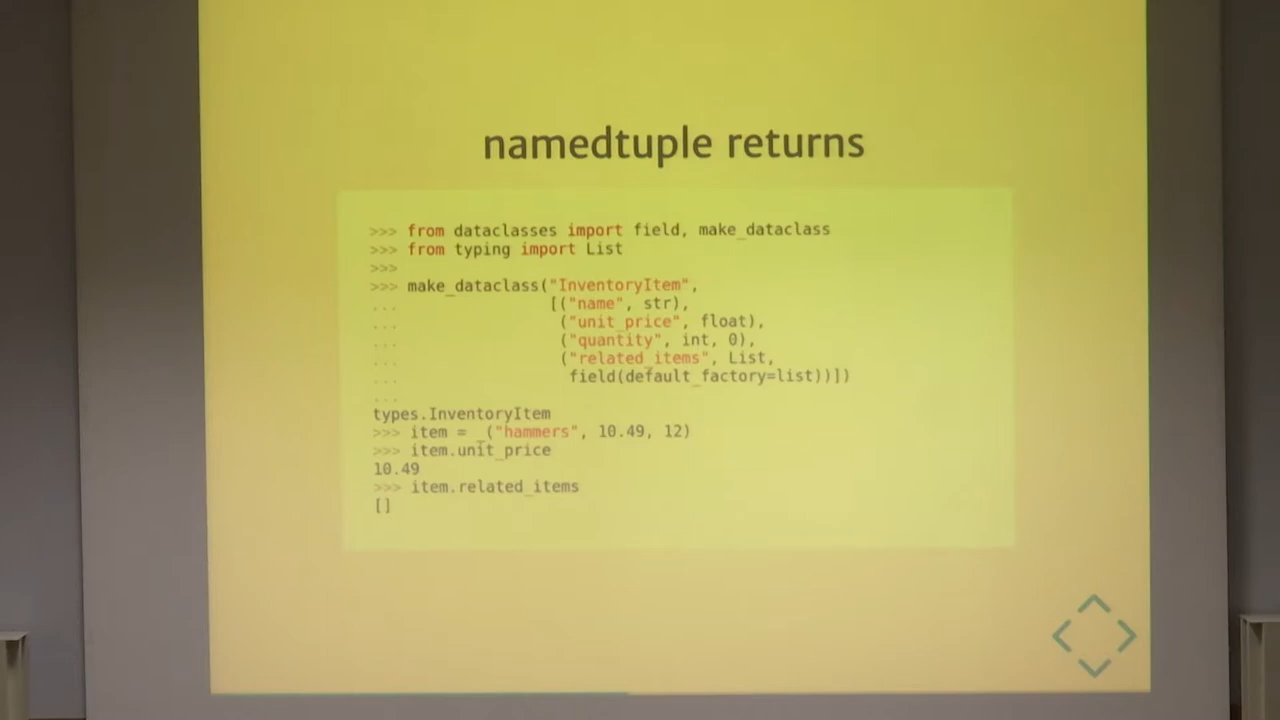 namedtuple returns
>>> from dataclasses import field, make_dataclass
>>> from typing import List
>>>
>>> make_dataclass("InventoryItem",
...                [("name", str),
...                 ("unit_price", float),
...                 ("quantity", int, 0),
...                 ("related_items", List,
...                  field(default_factory=list))])
...
types.InventoryItem
>>> item = _("hammers", 10.49, 12)
>>> item.unit_price
10.49
>>> item.related_items
[]